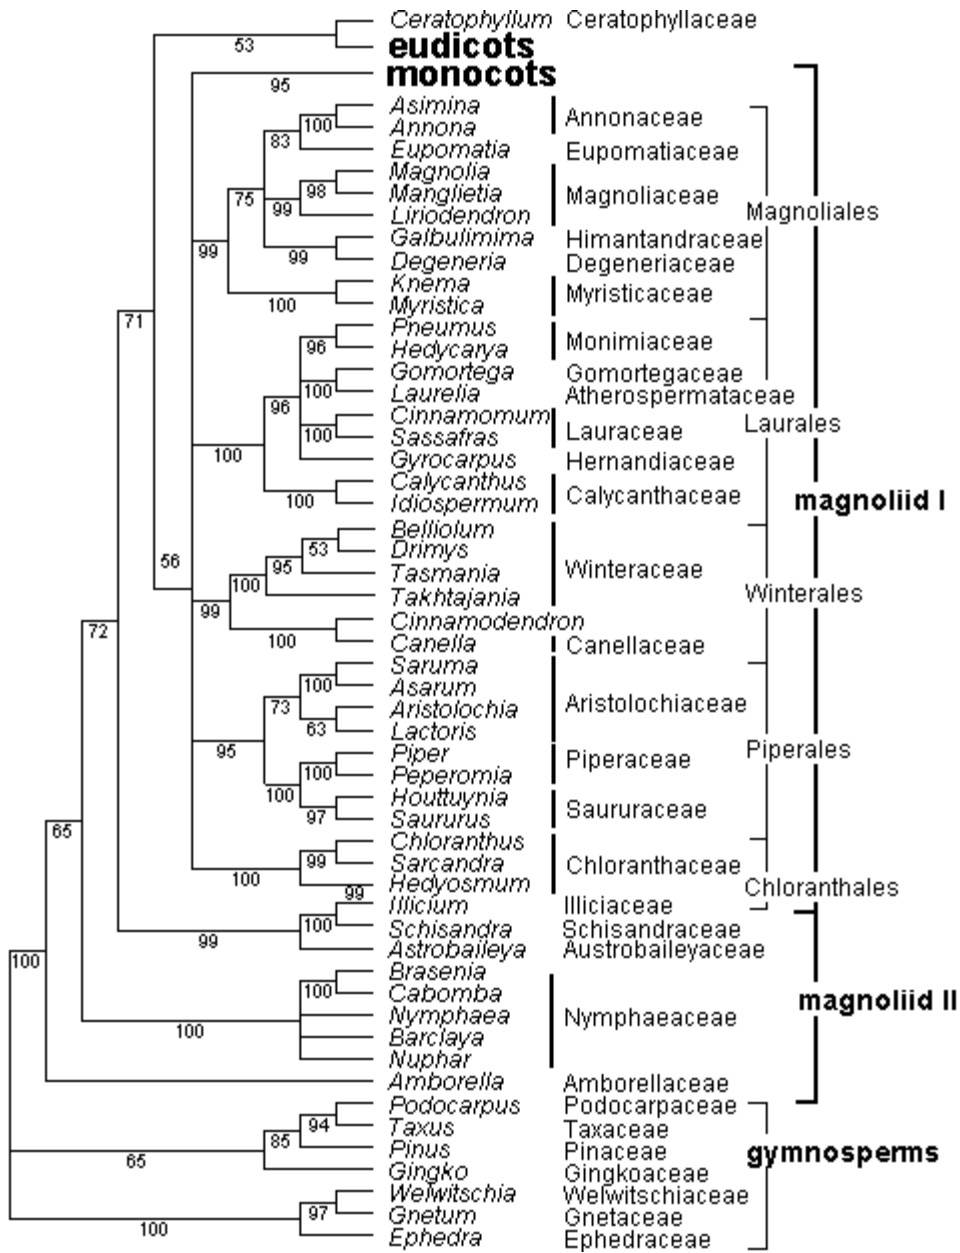 Ceratophyllum Ceratophyllaceae
53
eudicots
monocots
95
Asimina
100 Annonaceae
Annona
83
Eupomatia Eupomatiaceae
Magnolia
98
75 Manglietia Magnoliaceae
99
Liriodendron Magnoliales
Galbulimima Himantandraceae
99 99
Degeneria Degeneriaceae
Knema
100 Myristicaceae
Myristica
71
Pneumus
96 Monimiaceae
Hedycarya
Gomortega Gomortegaceae
100
96 Laurelia Atherospermataceae
Cinnamomum Laurales
100 Lauraceae
Sassafras
100
Gyrocarpus Hernandiaceae
Calycanthus
100 Calycanthaceae
Idiospermum magnoliid I
Belliolum
53
Drimys
56 95 Winteraceae
Tasmania
100
Takhtajania Winterales
99
Cinnamodendron
72 100
Canella Canellaceae
Saruma
100
Asarum
73 Aristolochiaceae
Aristolochia
63
Lactoris
95 Piperales
Piper
100 Piperaceae
Peperomia
100
Houttuynia
97 Saururaceae
Saururus
65
Chloranthus
99
Sarcandra Chloranthaceae
100
Hedyosmum Chloranthales
99
Illicium Illiciaceae
100
Schisandra Schisandraceae
99
Astrobaileya Austrobaileyaceae
100
Brasenia
100
Cabomba magnoliid II
Nymphaea Nymphaeaceae
100
Barclaya
Nuphar
Amborella Amborellaceae
Podocarpus Podocarpaceae
94
Taxus Taxaceae
85
Pinus Pinaceae gymnosperms
65
Gingko Gingkoaceae
Welwitschia Welwitschiaceae
97
Gnetum Gnetaceae
100
Ephedra Ephedraceae